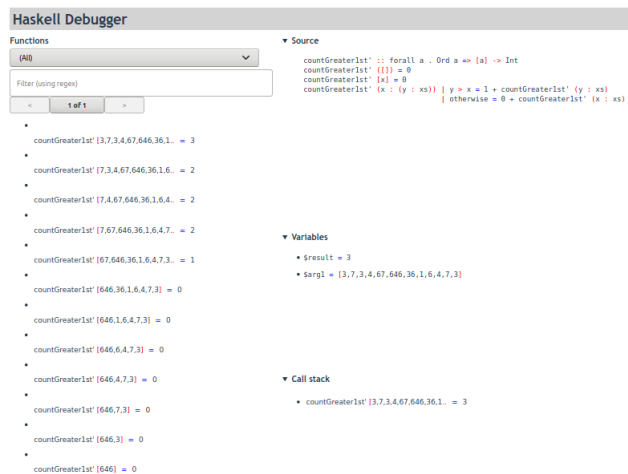 Haskell Debugger
Functions
(All)
Filter (using regex)
<
1 of 1
>
countGreater1st' [3,7,3,4,67,646,36,1.. = 3
countGreater1st' [7,3,4,67,646,36,1,6.. = 2
countGreater1st' [7,4,67,646,36,1,6,4.. = 2
countGreater1st' [7,67,646,36,1,6,4,7.. = 2
countGreater1st' [67,646,36,1,6,4,7,3.. = 1
countGreater1st' [646,36,1,6,4,7,3] = 0
countGreater1st' [646,1,6,4,7,3] = 0
countGreater1st' [646,6,4,7,3] = 0
countGreater1st' [646,4,7,3] = 0
countGreater1st' [646,7,3] = 0
countGreater1st' [646,3] = 0
countGreater1st' [646] = 0
▼ Source
countGreater1st' :: forall a . Ord a => [a] -> Int
countGreater1st' ([]) = 0
countGreater1st' [x] = 0
countGreater1st' (x : (y : xs)) | y > x = 1 + countGreater1st' (y : xs)
| otherwise = 0 + countGreater1st' (x : xs)
▼ Variables
• $result = 3
• $arg1 = [3,7,3,4,67,646,36,1,6,4,7,3]
▼ Call stack
• countGreater1st' [3,7,3,4,67,646,36,1.. = 3